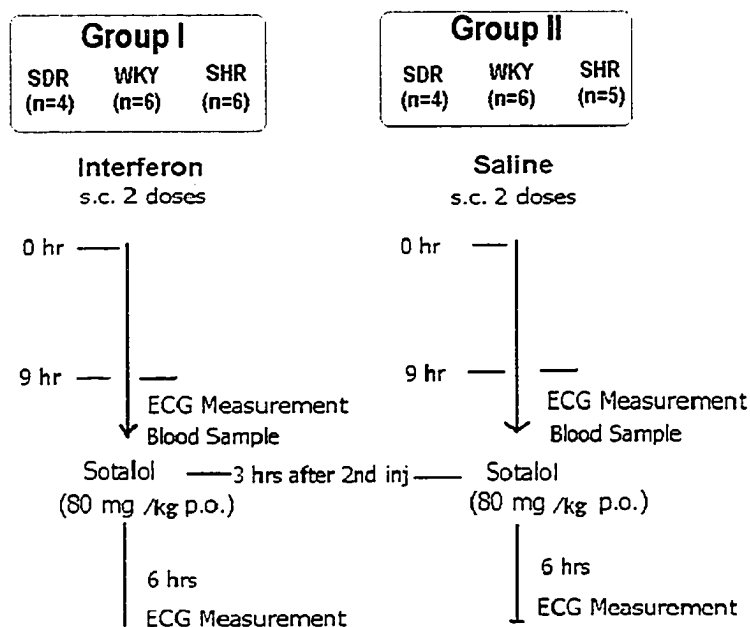 Group I
SDR WKY SHR
(n=4) (n=6) (n=6)
Interferon
s.c. 2 doses
0 hr
9 hr
ECG Measurement
Blood Sample
Sotalol
(80 mg /kg p.o.)
6 hrs
ECG Measurement
3 hrs after 2nd inj
Group II
SDR WKY SHR
(n=4) (n=6) (n=5)
Saline
s.c. 2 doses
0 hr
9 hr
ECG Measurement
Blood Sample
Sotalol
(80 mg /kg p.o.)
6 hrs
ECG Measurement